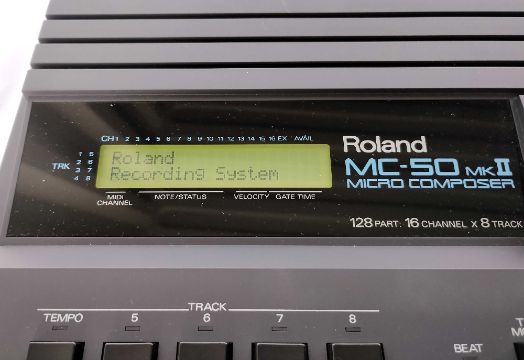 CH1 2 3 4 5 6 7 8 9 10 11 12 13 14 15 16 EX AVAIL
TRK
1 5
2 6
3 7
4 8
Roland
Recording System
MIDI CHANNEL
NOTE/STATUS
VELOCITY
GATE TIME
Roland
MC-50 MKII
MICRO COMPOSER
128 PART: 16 CHANNEL X 8 TRACK
TRACK
TEMPO 5 6 7 8
BEAT